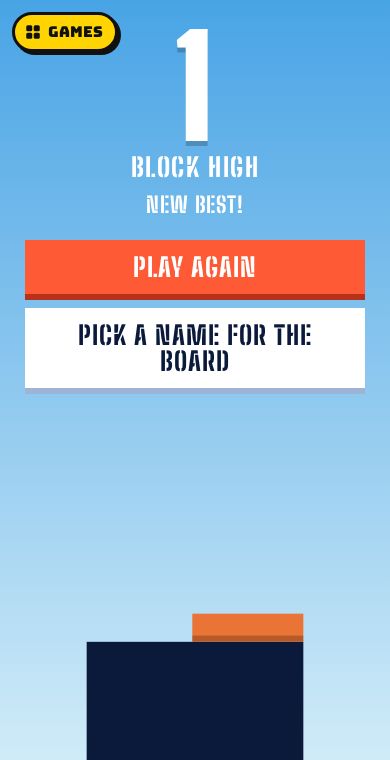 GAMES
1
BLOCK HIGH
NEW BEST!
PLAY AGAIN
PICK A NAME FOR THE
BOARD